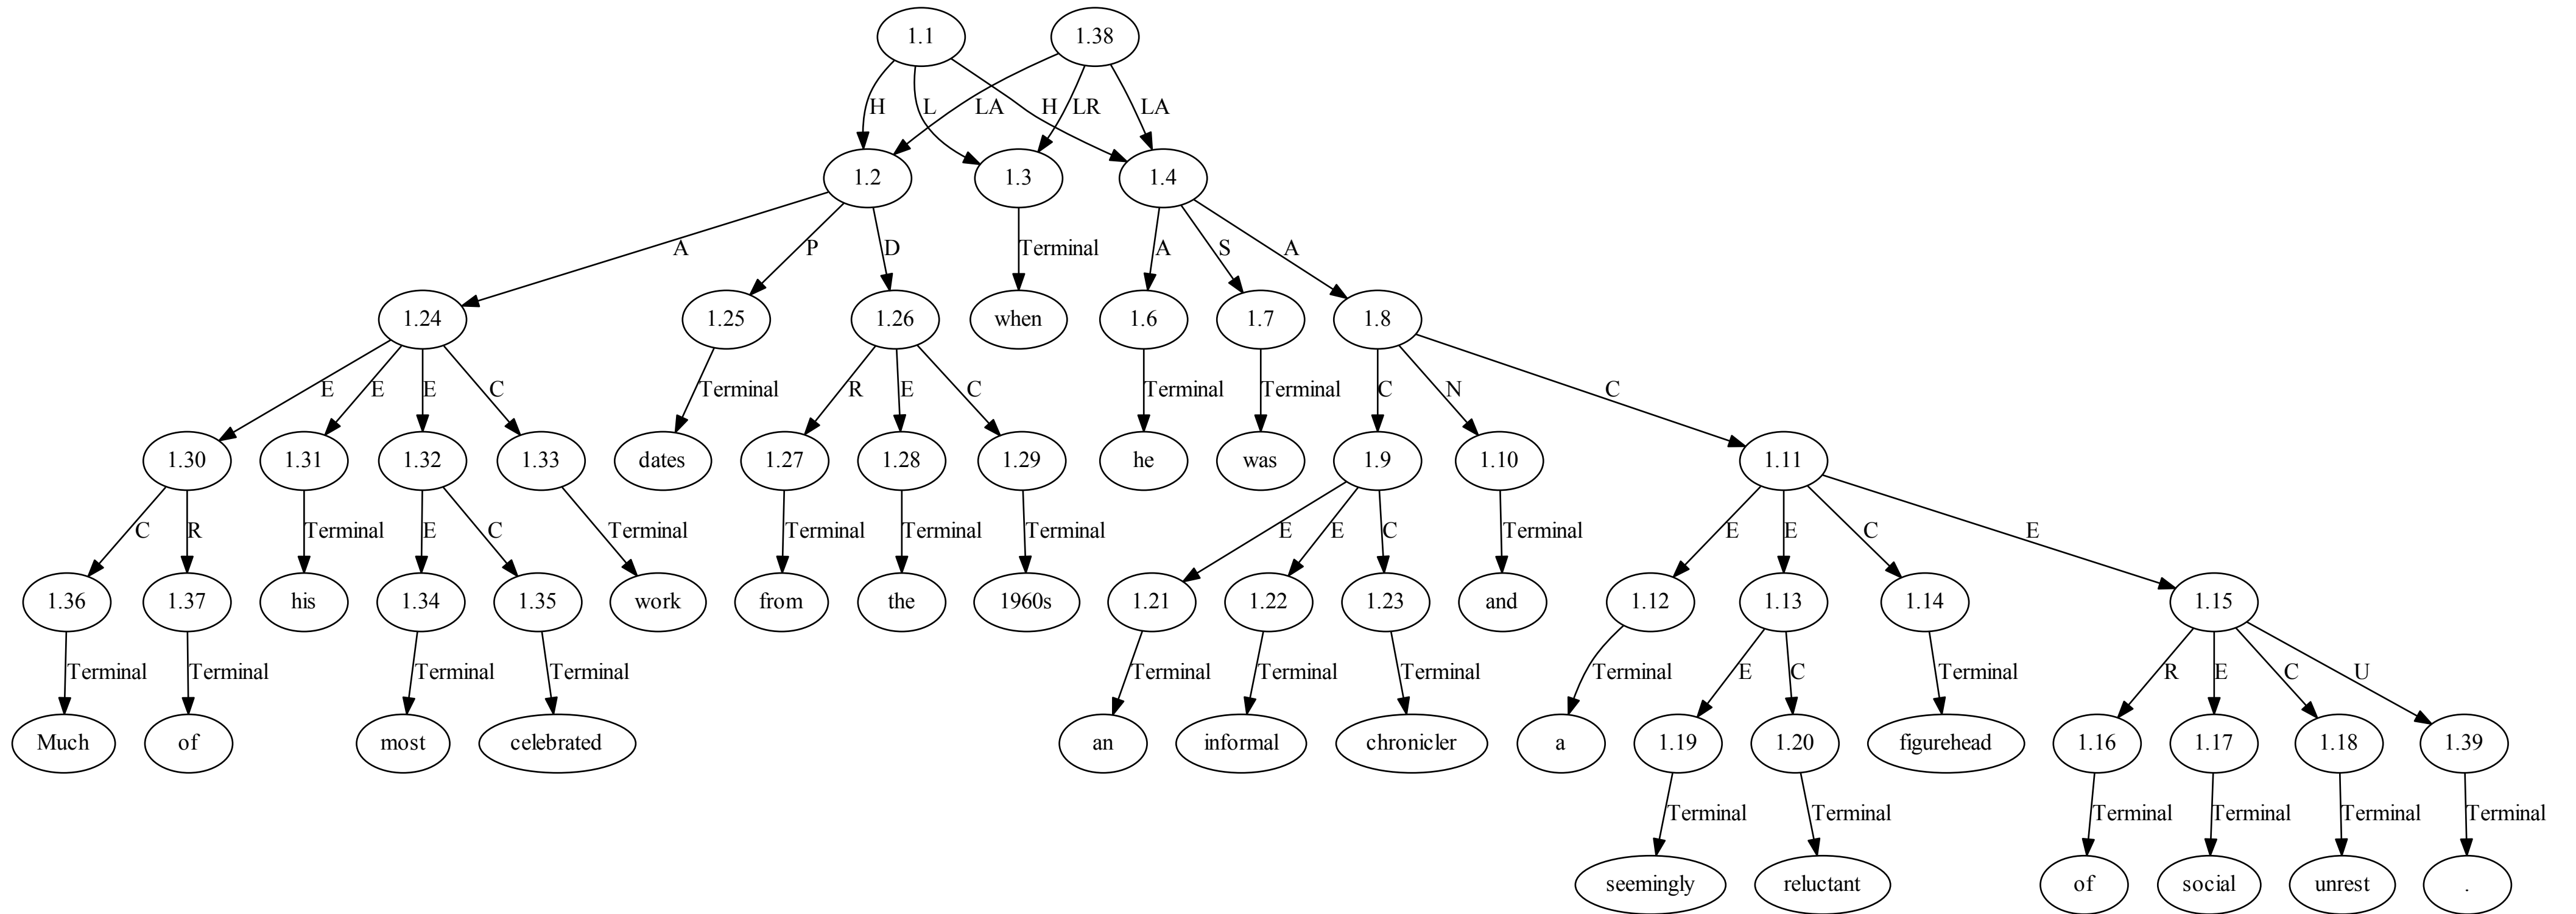 1.1 1.38
H L LA H LR LA
1.2 1.3 1.4
A P D Terminal A S A
1.24 1.25 1.26 when 1.6 1.7 1.8
E E E C Terminal R E C Terminal Terminal C N C
1.30 1.31 1.32 1.33 dates 1.27 1.28 1.29 he was 1.9 1.10 1.11
C R Terminal E C Terminal Terminal Terminal Terminal E E C Terminal E E C E
1.36 1.37 his 1.34 1.35 work from the 1960s 1.21 1.22 1.23 and 1.12 1.13 1.14 1.15
Terminal Terminal Terminal Terminal Terminal Terminal Terminal Terminal E C Terminal R E C U
Much of most celebrated an informal chronicler a 1.19 1.20 figurehead 1.16 1.17 1.18 1.39
Terminal Terminal Terminal Terminal Terminal Terminal
seemingly reluctant of social unrest .